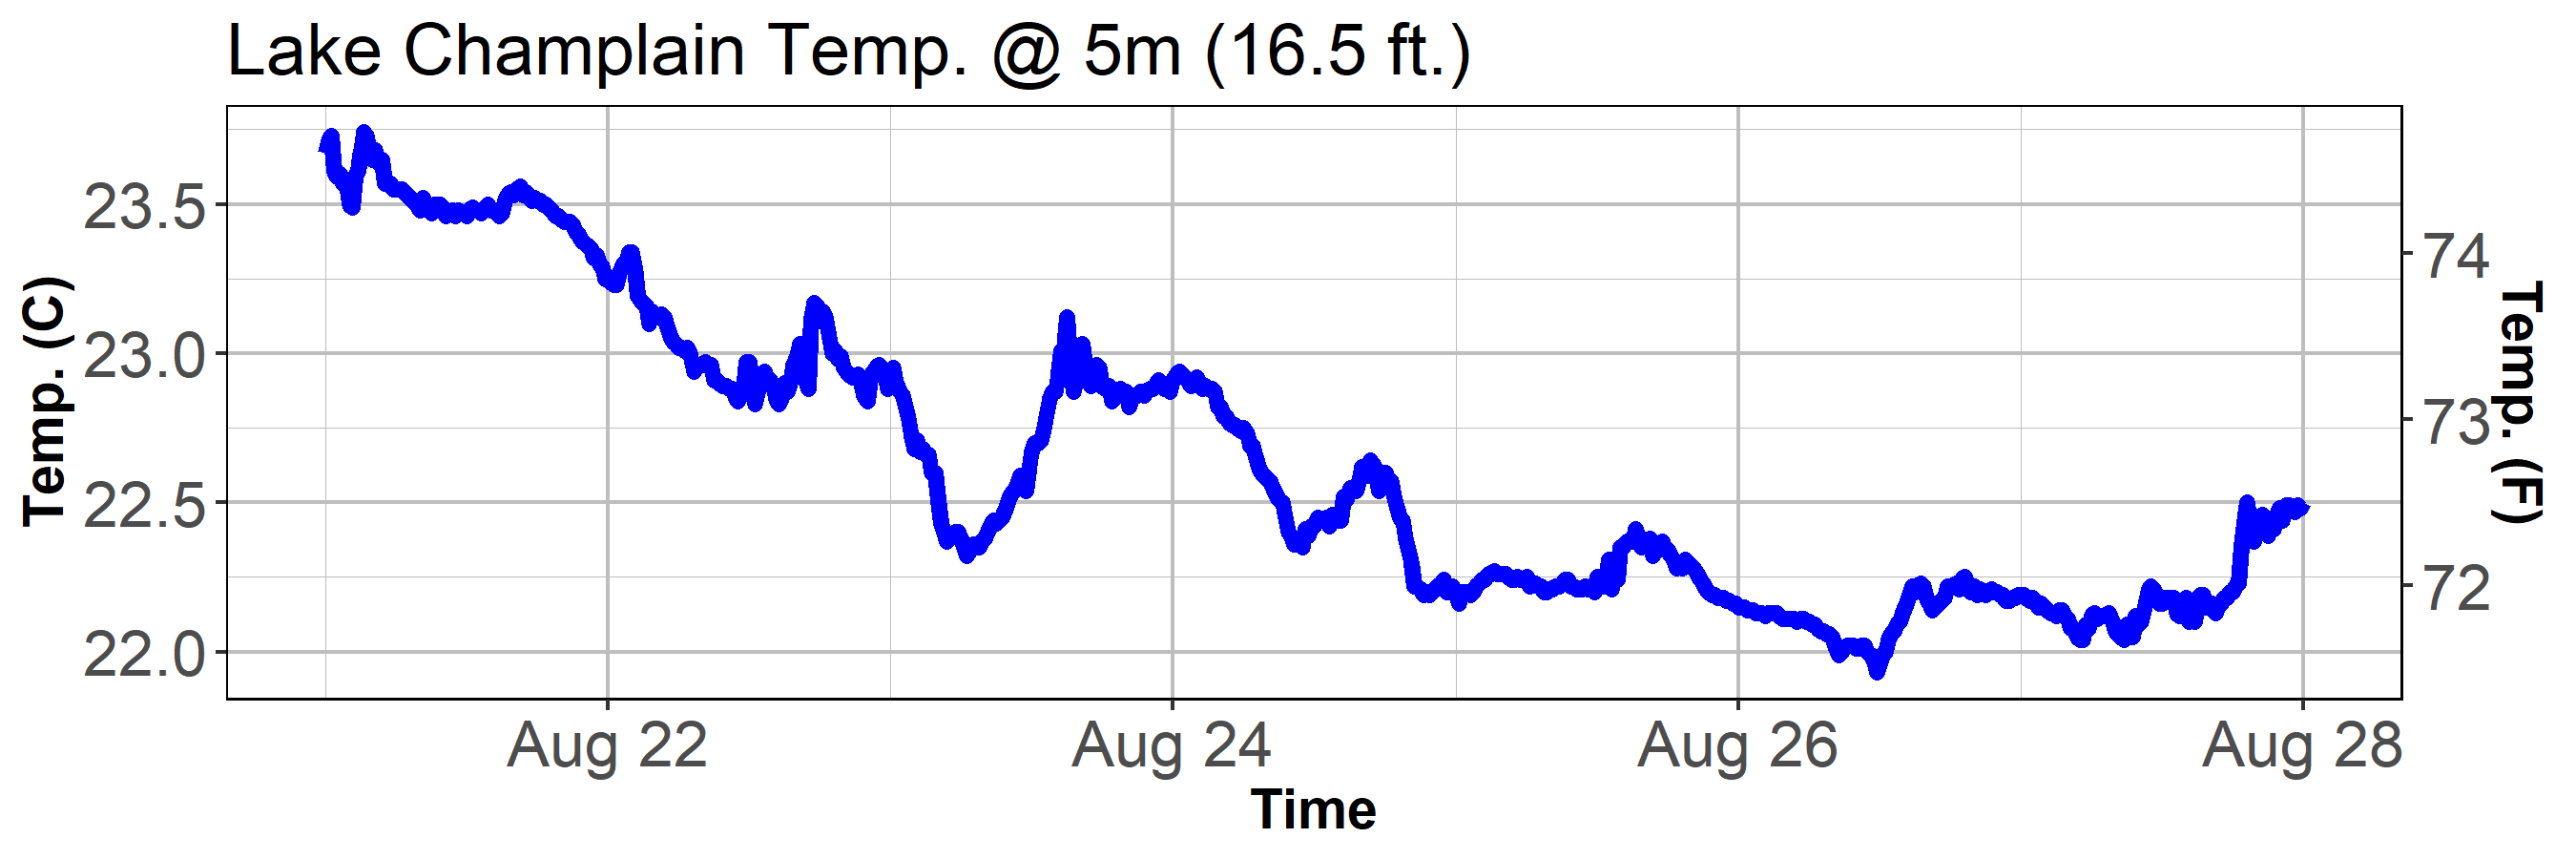 Lake Champlain Temp. @ 5m (16.5 ft.)
Temp. (C)
23.5
23.0
22.5
22.0
74
73
72
Temp. (F)
Aug 22 Aug 24 Aug 26 Aug 28
Time